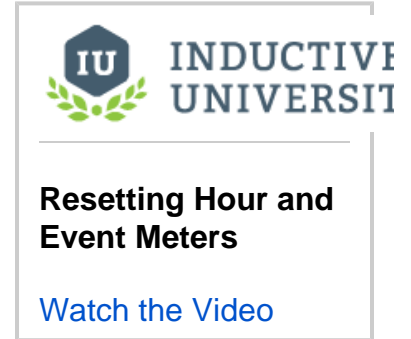 IU
INDUCTIVE
UNIVERSIT
Resetting Hour and
Event Meters
Watch the Video